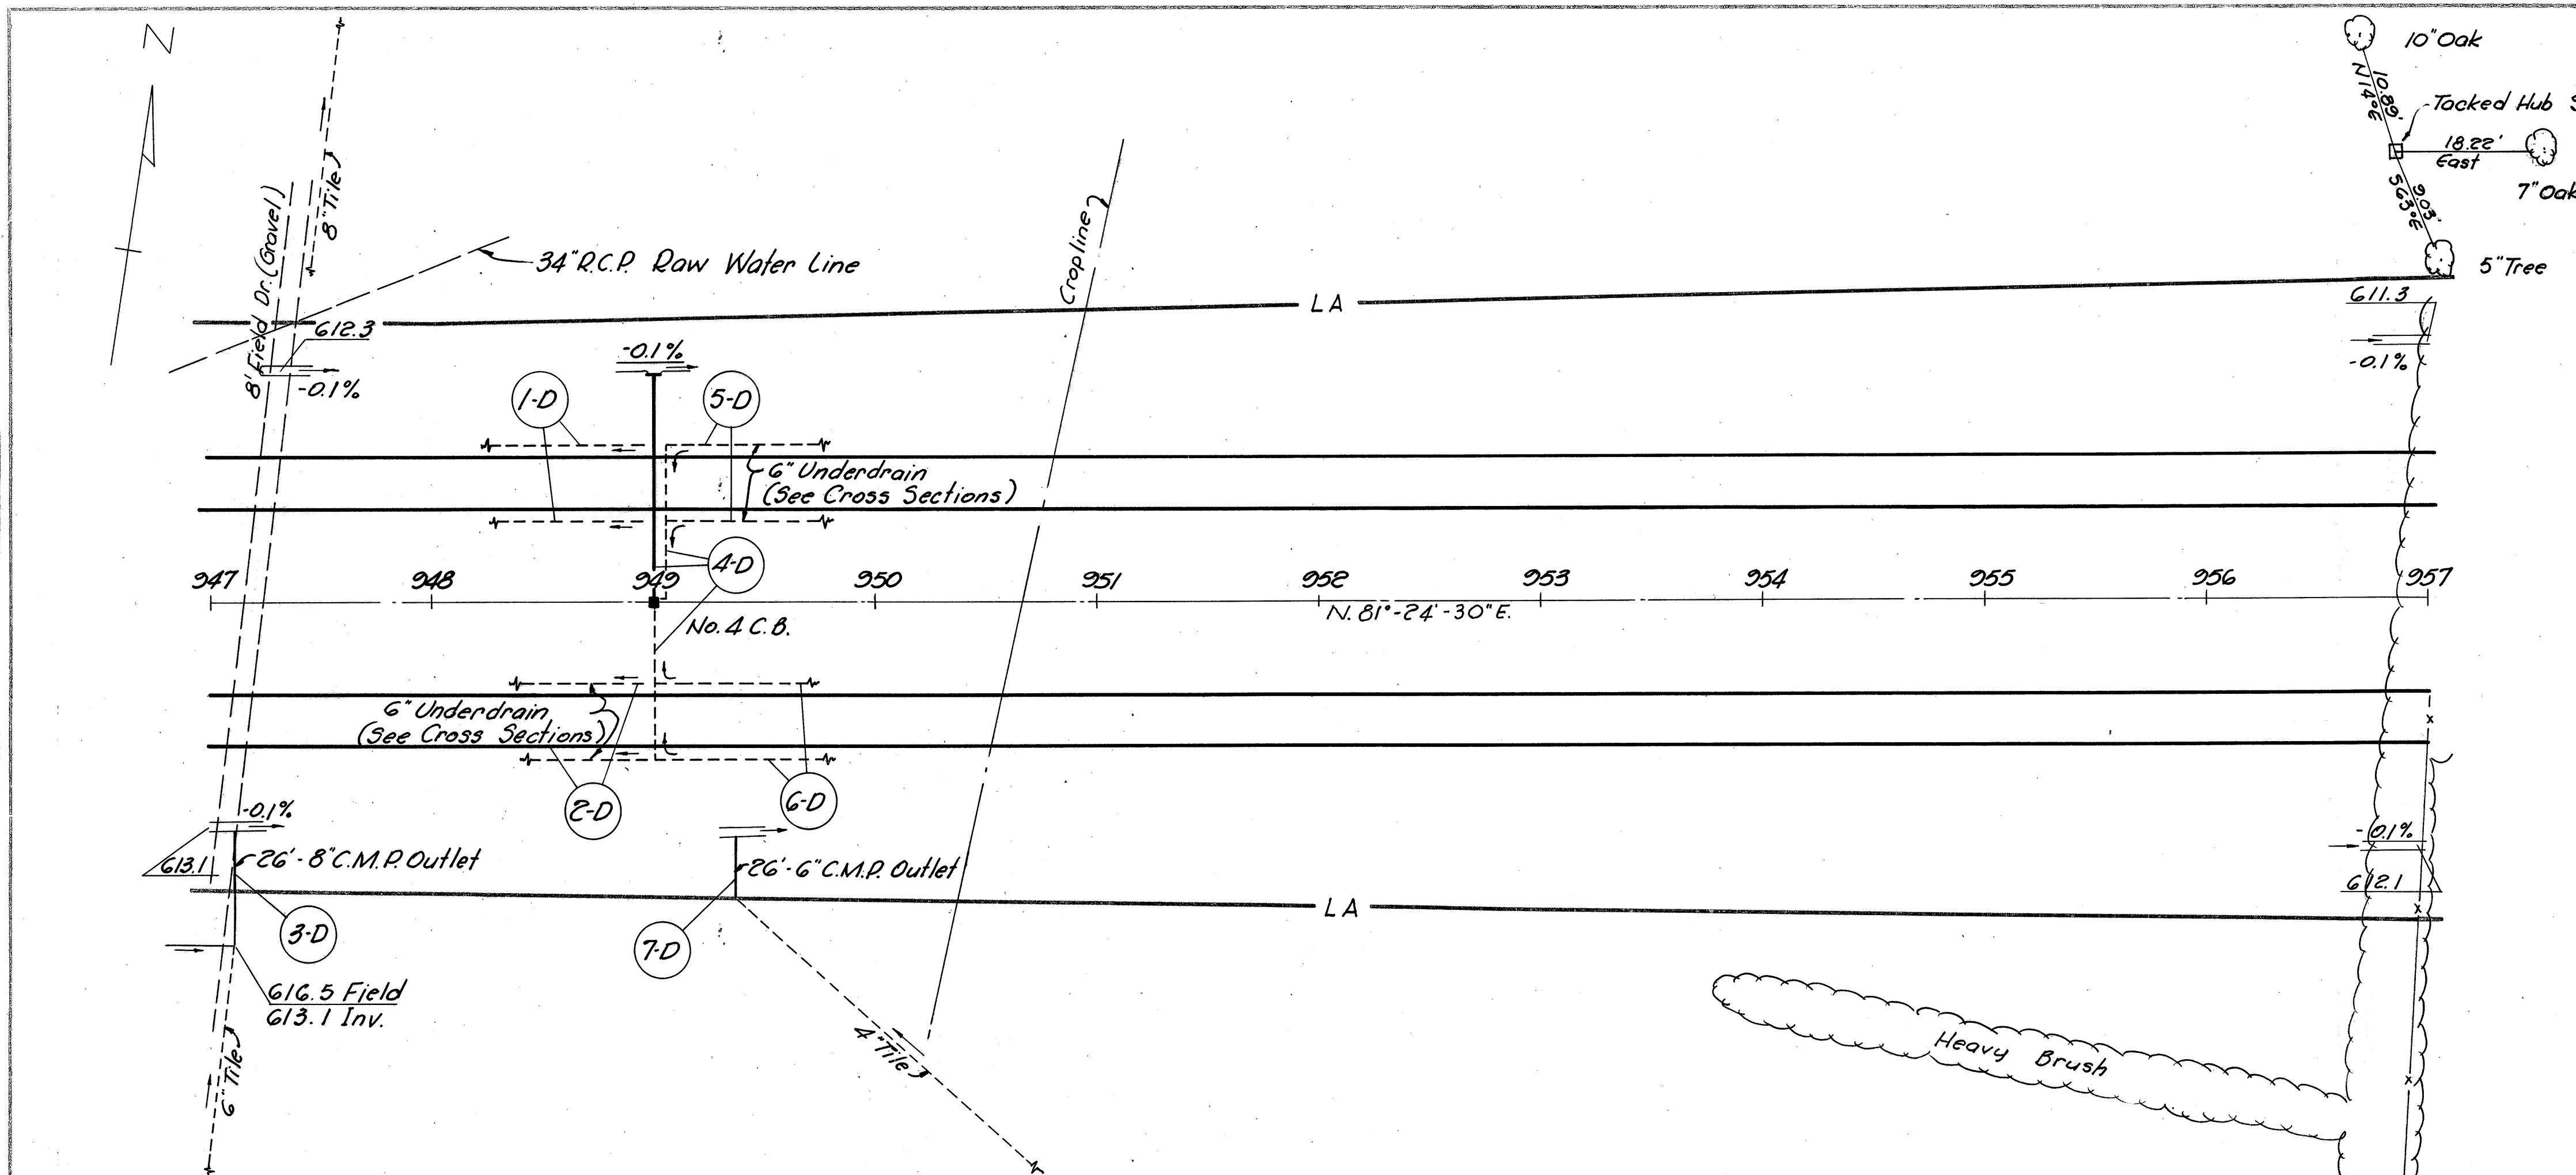 N
8" Tile
8' Field Dr. (Gravel)
34" R.C.P. Raw Water Line
Cropline
10" Oak
10.89'
N14°E
Tacked Hub
18.22'
East
7" Oak
9.03'
S63°E
5" Tree
LA
612.3
-0.1%
-0.1%
611.3
-0.1%
1-D
5-D
6" Underdrain
(See Cross Sections)
4-D
947 948 949 950 951 952 953 954 955 956 957
N. 81°-24'-30" E.
No. 4 C.B.
6" Underdrain
(See Cross Sections)
2-D
6-D
-0.1%
613.1
26'-8" C.M.P. Outlet
26'-6" C.M.P. Outlet
-0.1%
612.1
LA
3-D
7-D
616.5 Field
613.1 Inv.
6" Tile
4" Tile
Heavy Brush